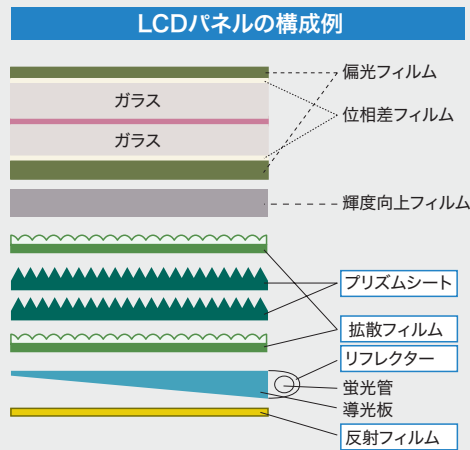 LCDパネルの構成例
偏光フィルム
ガラス
位相差フィルム
ガラス
輝度向上フィルム
プリズムシート
拡散フィルム
リフレクター
蛍光管
導光板
反射フィルム